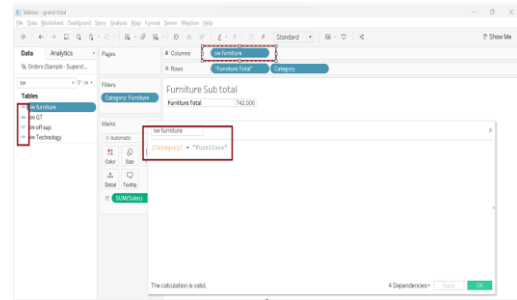 Tableau - grand total
File Data Worksheet Dashboard Story Analysis Map Format Server Window Help
Standard
Show Me
Data Analytics
Pages
Columns
sw furniture
Orders (Sample - Superst...
Rows
"Furniture Total"
Category
sw
Filters
Category: Furniture
Furniture Sub total
Tables
Furniture Total 742,000
sw furniture
sw GT
sw off sup
sw Technology
Marks
Automatic
Color Size
Detail Tooltip
SUM(Sales)
sw furniture
X
[Category] = "Furniture"
The calculation is valid.
4 Dependencies
Apply
OK